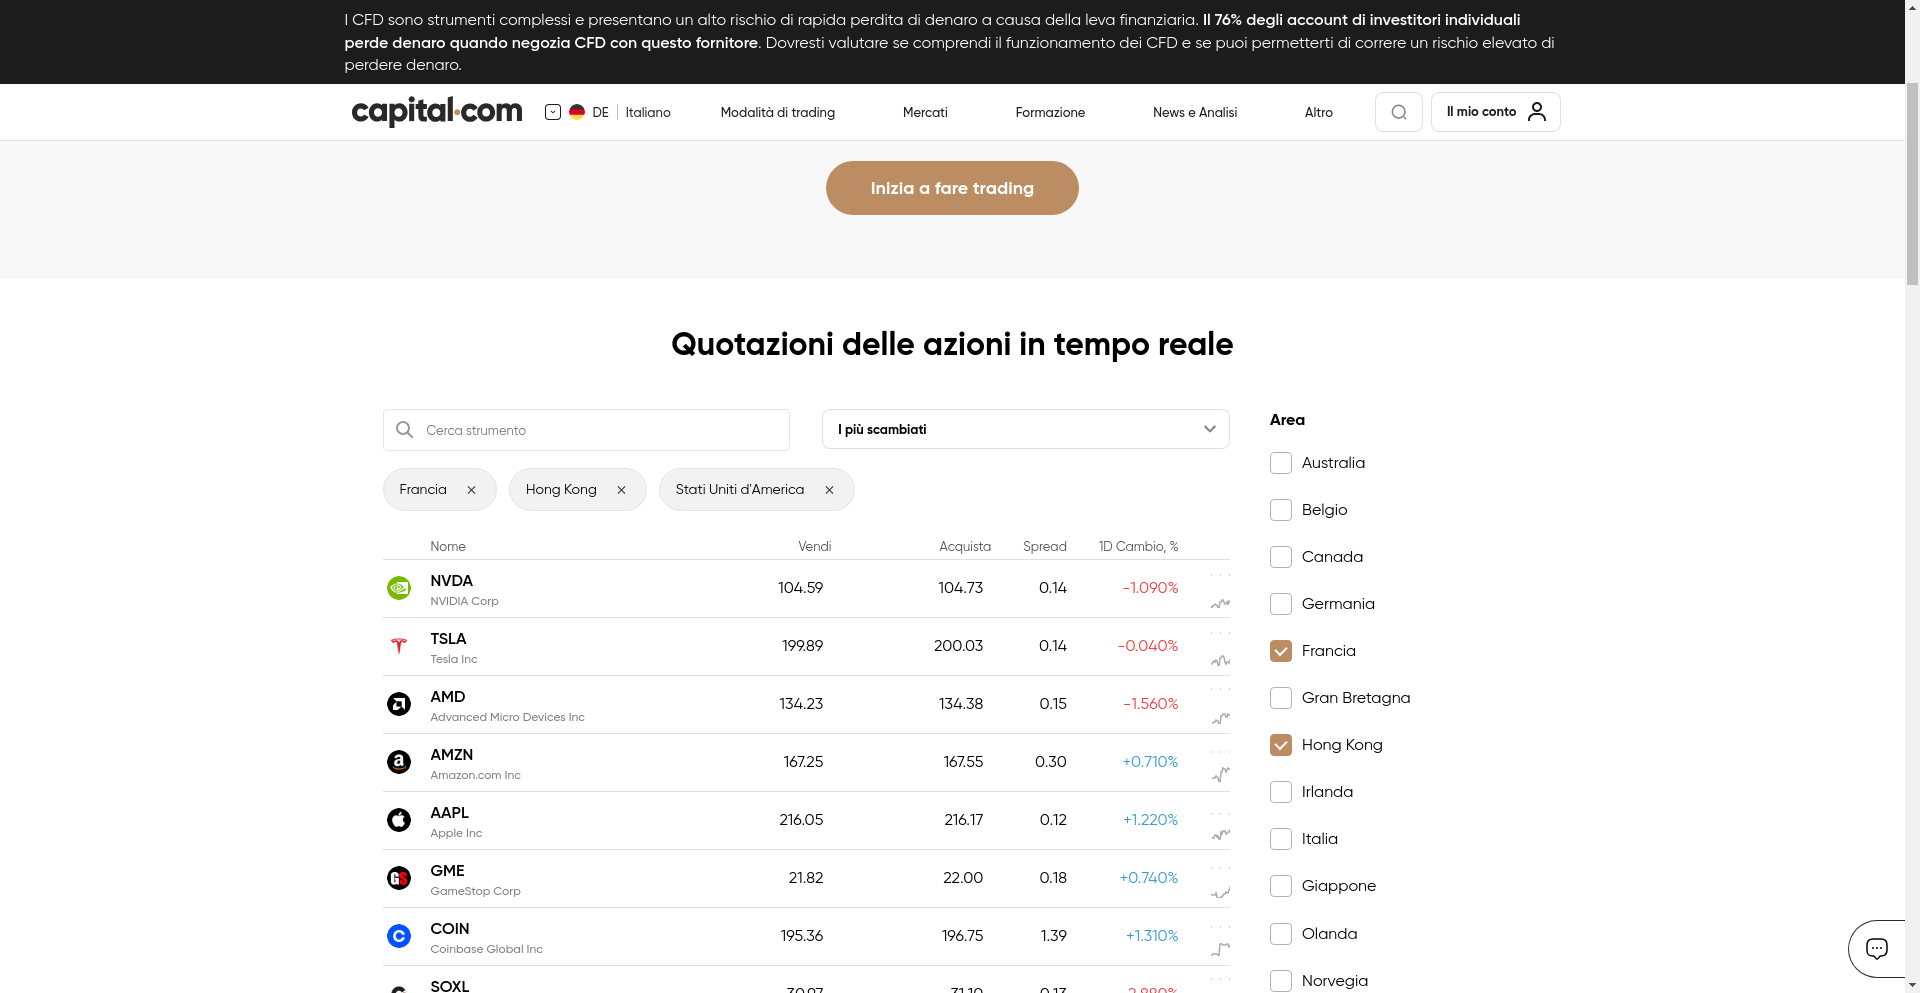 I CFD sono strumenti complessi e presentano un alto rischio di rapida perdita di denaro a causa della leva finanziaria. Il 76% degli account di investitori individuali
perde denaro quando negozia CFD con questo fornitore. Dovresti valutare se comprendi il funzionamento dei CFD e se puoi permetterti di correre un rischio elevato di
perdere denaro.
capital.com DE Italiano Modalità di trading Mercati Formazione News e Analisi Altro Il mio conto
Inizia a fare trading
Quotazioni delle azioni in tempo reale
Cerca strumento
I più scambiati
Francia Hong Kong Stati Uniti d'America
Nome Vendi Acquista Spread 1D Cambio, %
NVDA 104.59 104.73 0.14 -1.090%
NVIDIA Corp
TSLA 199.89 200.03 0.14 -0.040%
Tesla Inc
AMD 134.23 134.38 0.15 -1.560%
Advanced Micro Devices Inc
AMZN 167.25 167.55 0.30 +0.710%
Amazon.com Inc
AAPL 216.05 216.17 0.12 +1.220%
Apple Inc
GME 21.82 22.00 0.18 +0.740%
GameStop Corp
COIN 195.36 196.75 1.39 +1.310%
Coinbase Global Inc
SOXL 30.97 31.10 0.13
Area
Australia
Belgio
Canada
Germania
Francia
Gran Bretagna
Hong Kong
Irlanda
Italia
Giappone
Olanda
Norvegia